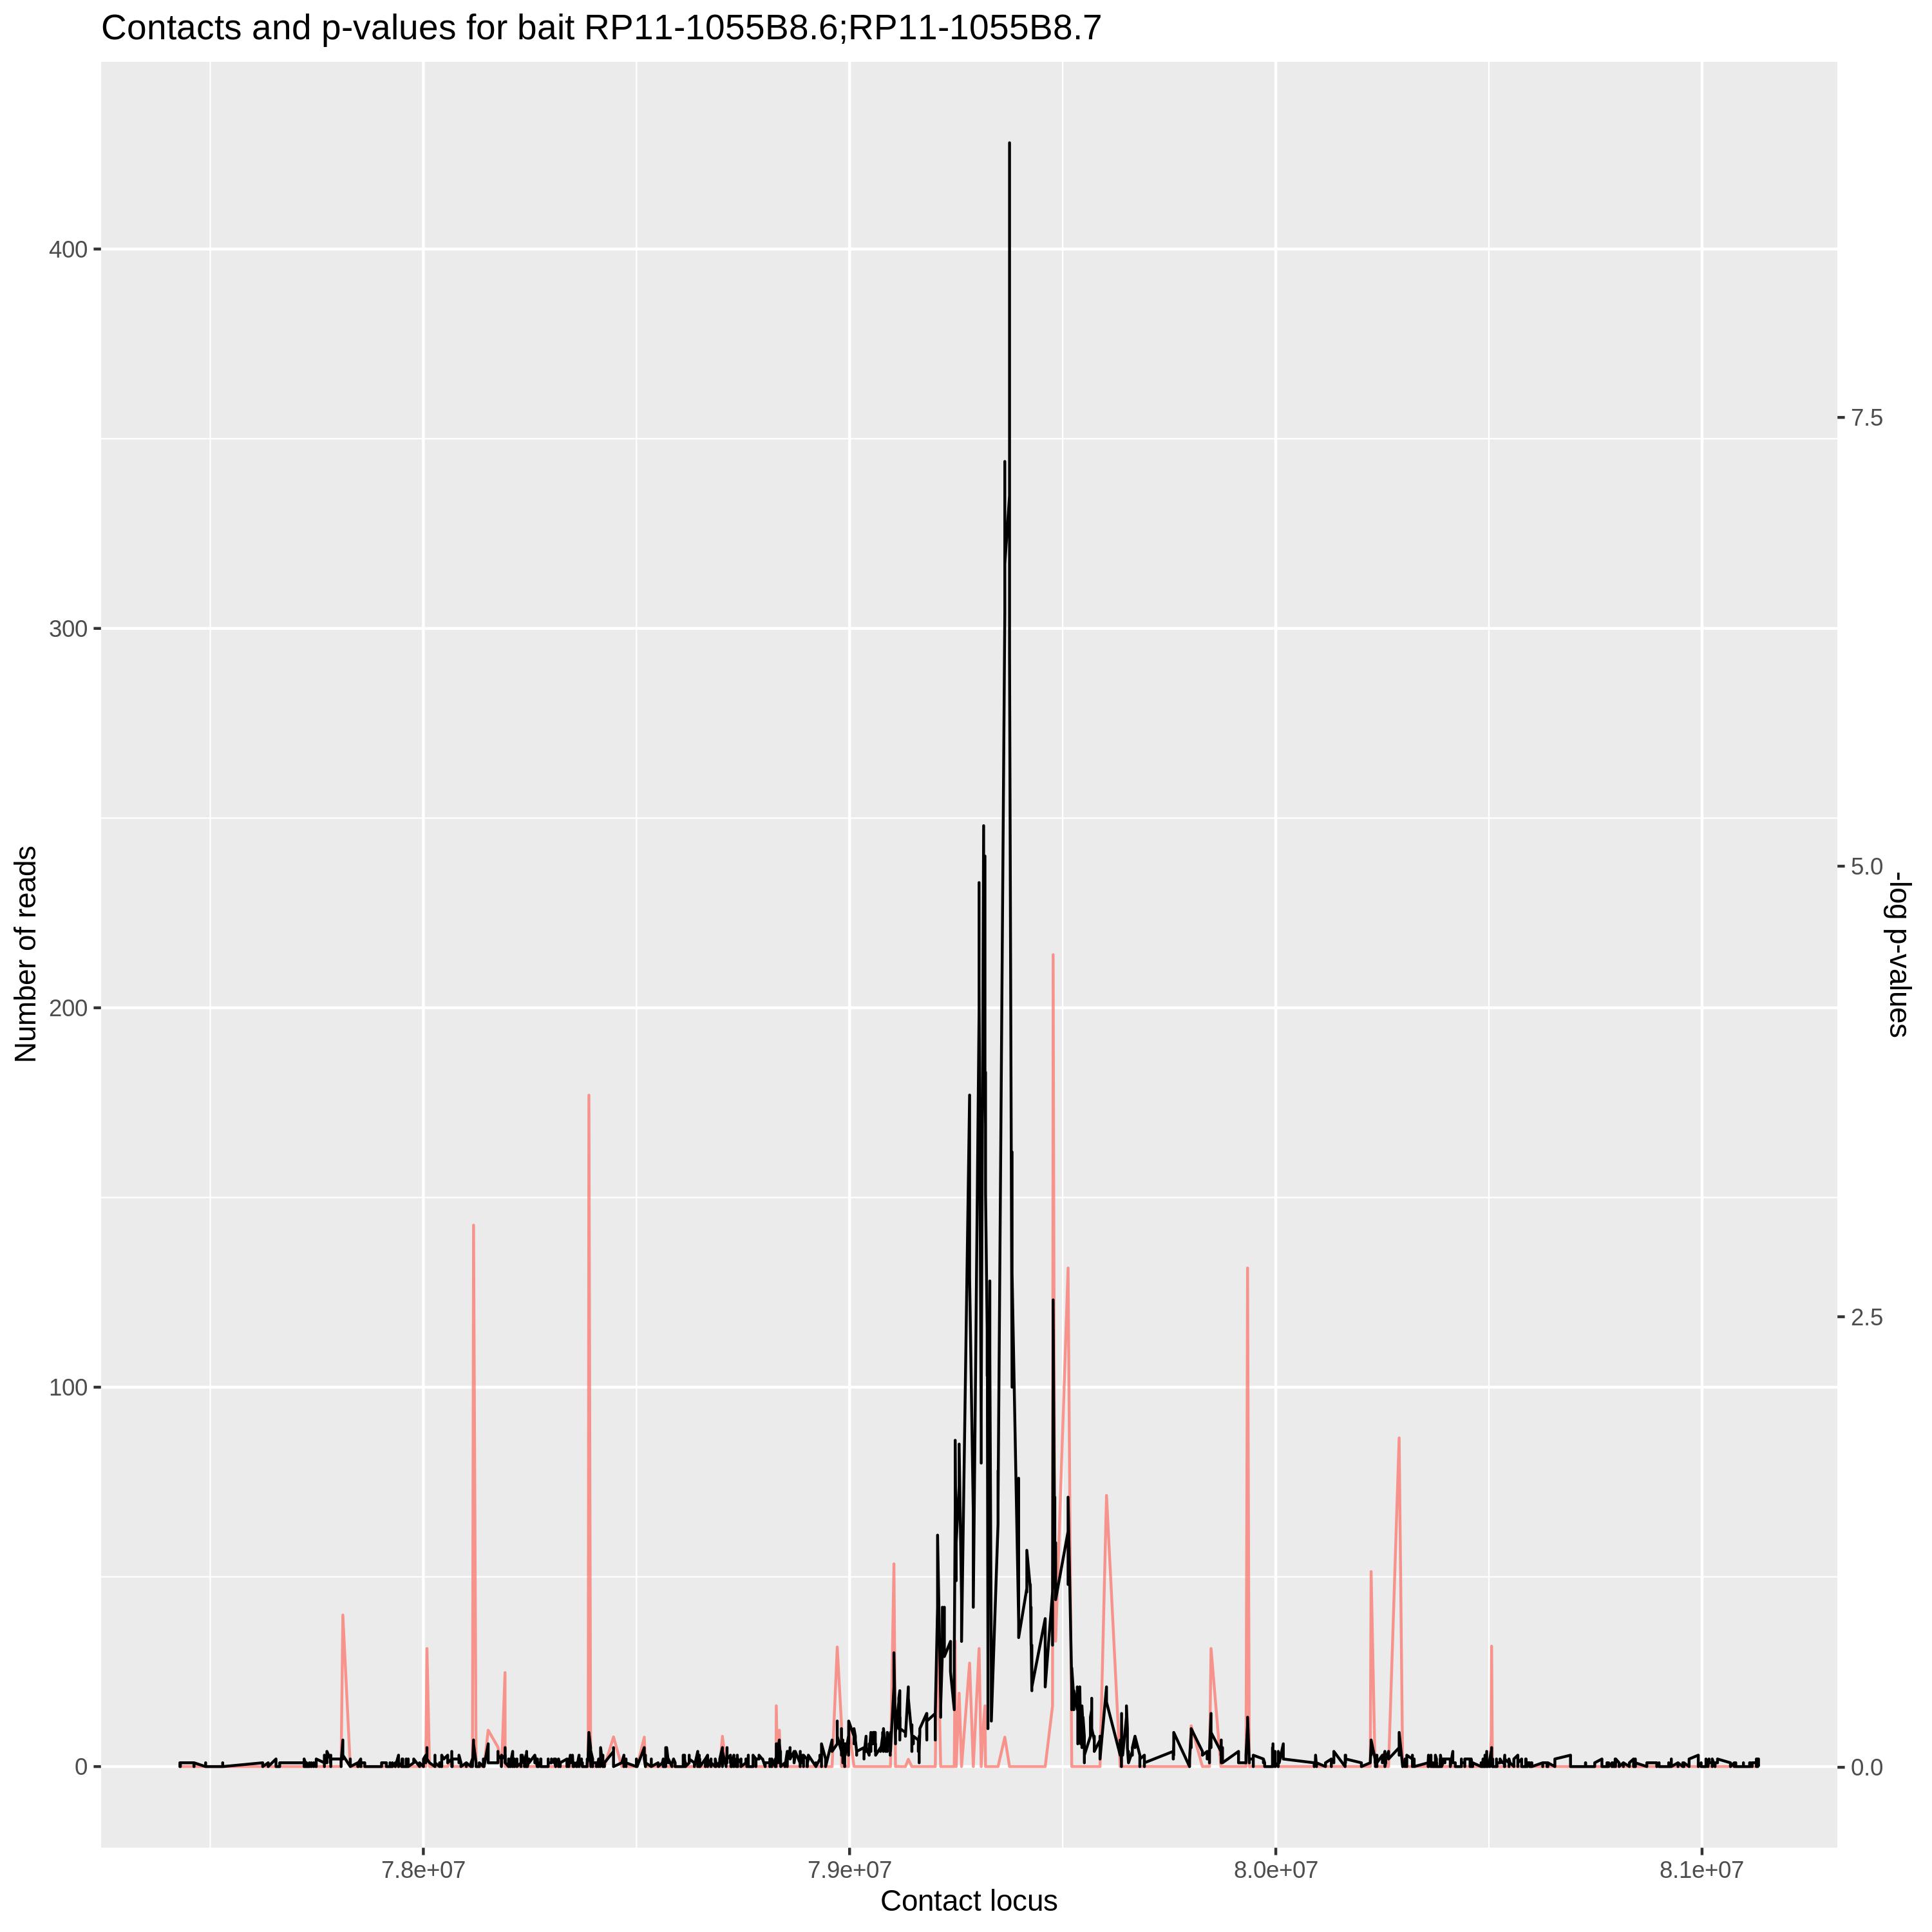 Contacts and p-values for bait RP11-1055B8.6;RP11-1055B8.7
400
300
200
100
0
Number of reads
7.5
5.0
2.5
0.0
-log p-values
7.8e+07 7.9e+07 8.0e+07 8.1e+07
Contact locus